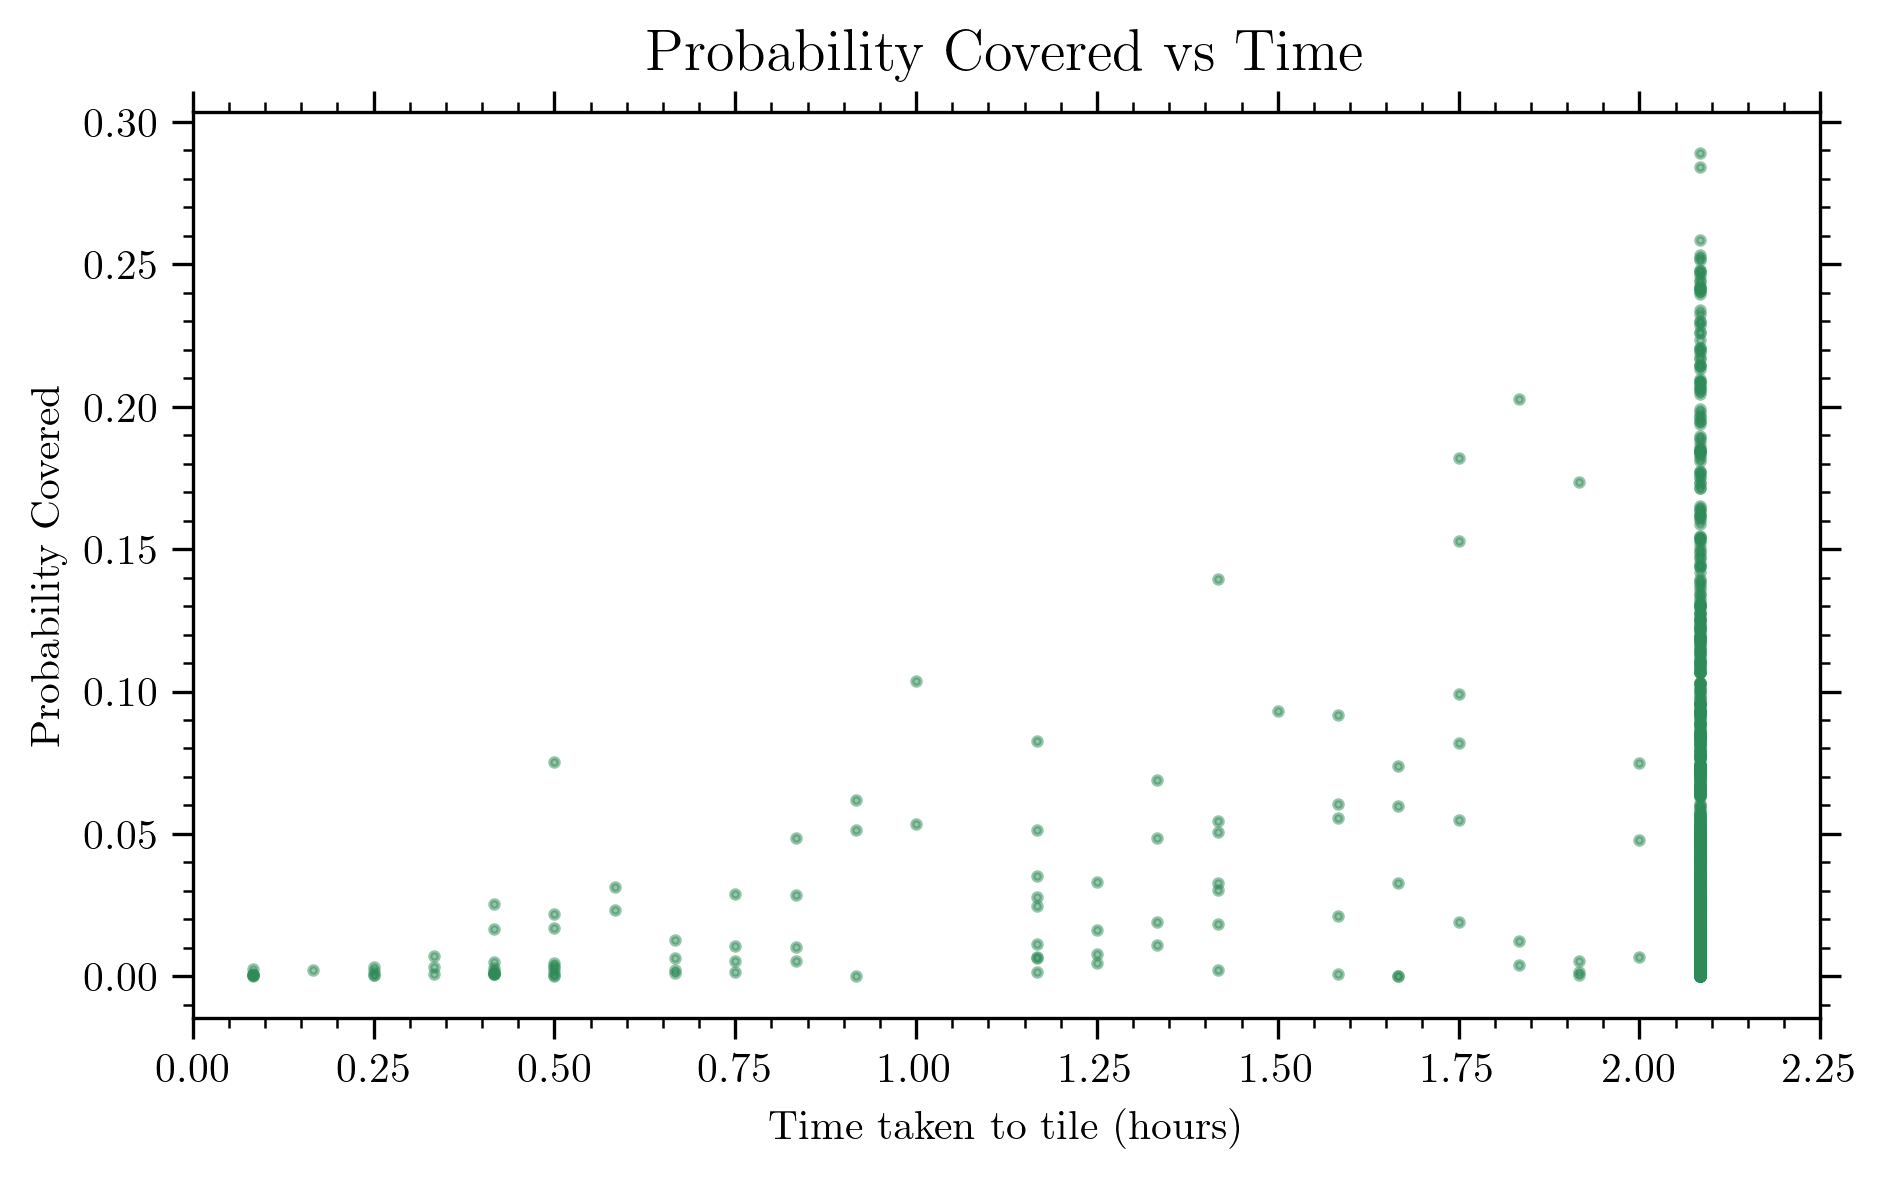 Probability Covered vs Time
0.30
0.25
0.20
0.15
0.10
0.05
0.00
Probability Covered
0.00 0.25 0.50 0.75 1.00 1.25 1.50 1.75 2.00 2.25
Time taken to tile (hours)